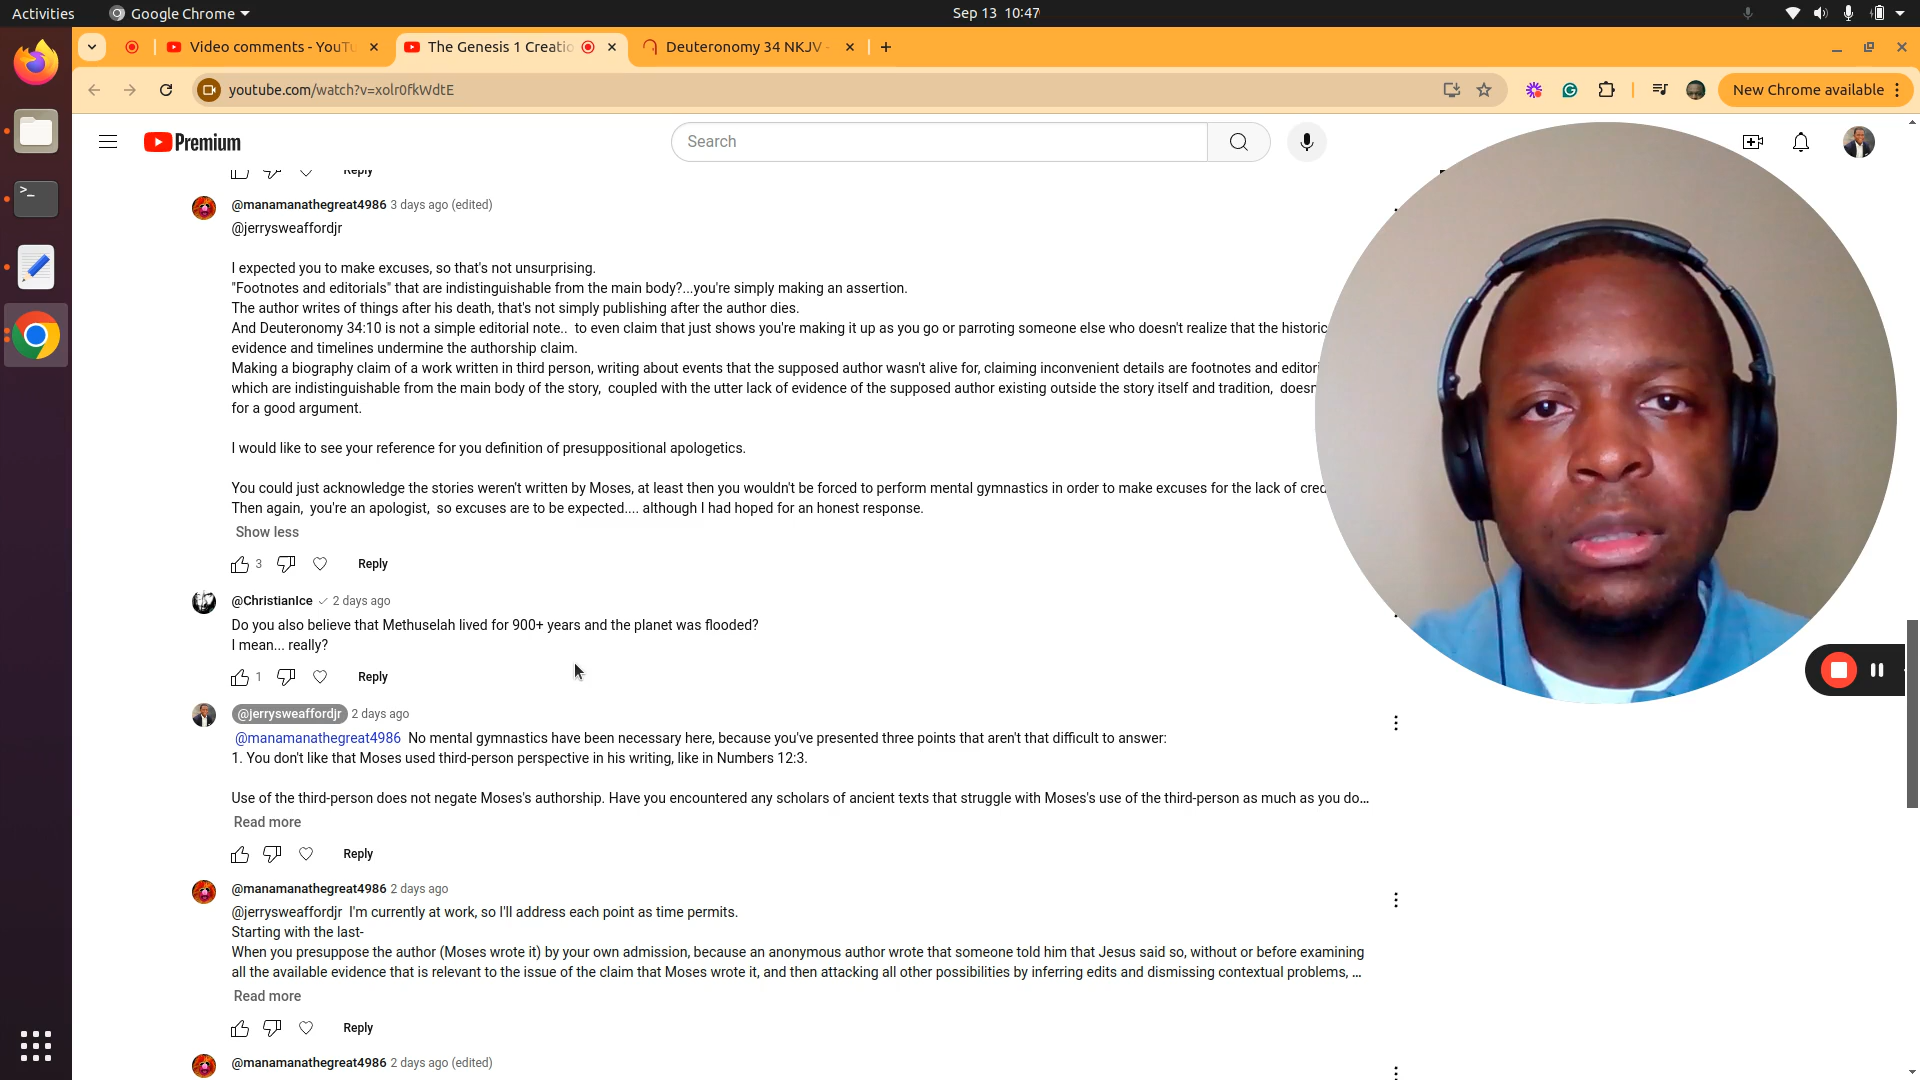 Activities
Google Chrome
Sep 13 10:47
Video comments - YouTu
The Genesis 1 Creatio
Deuteronomy 34 NKJV -
youtube.com/watch?v=xolr0fkWdtE
New Chrome available
Premium
Search
Reply
@manamanathegreat4986 3 days ago (edited)
@jerrysweaffordjr
I expected you to make excuses, so that's not unsurprising.
"Footnotes and editorials" that are indistinguishable from the main body?...you're simply making an assertion.
The author writes of things after his death, that's not simply publishing after the author dies.
And Deuteronomy 34:10 is not a simple editorial note.. to even claim that just shows you're making it up as you go or parroting someone else who doesn't realize that the historic
evidence and timelines undermine the authorship claim.
Making a biography claim of a work written in third person, writing about events that the supposed author wasn't alive for, claiming inconvenient details are footnotes and editori
which are indistinguishable from the main body of the story, coupled with the utter lack of evidence of the supposed author existing outside the story itself and tradition, doesn
for a good argument.
I would like to see your reference for you definition of presuppositional apologetics.
You could just acknowledge the stories weren't written by Moses, at least then you wouldn't be forced to perform mental gymnastics in order to make excuses for the lack of cred
Then again, you're an apologist, so excuses are to be expected.... although I had hoped for an honest response.
Show less
3 Reply
@ChristianIce 2 days ago
Do you also believe that Methuselah lived for 900+ years and the planet was flooded?
I mean... really?
1 Reply
@jerrysweaffordjr 2 days ago
@manamanathegreat4986 No mental gymnastics have been necessary here, because you've presented three points that aren't that difficult to answer:
1. You don't like that Moses used third-person perspective in his writing, like in Numbers 12:3.
Use of the third-person does not negate Moses's authorship. Have you encountered any scholars of ancient texts that struggle with Moses's use of the third-person as much as you do...
Read more
Reply
@manamanathegreat4986 2 days ago
@jerrysweaffordjr I'm currently at work, so I'll address each point as time permits.
Starting with the last-
When you presuppose the author (Moses wrote it) by your own admission, because an anonymous author wrote that someone told him that Jesus said so, without or before examining
all the available evidence that is relevant to the issue of the claim that Moses wrote it, and then attacking all other possibilities by inferring edits and dismissing contextual problems, ...
Read more
Reply
@manamanathegreat4986 2 days ago (edited)